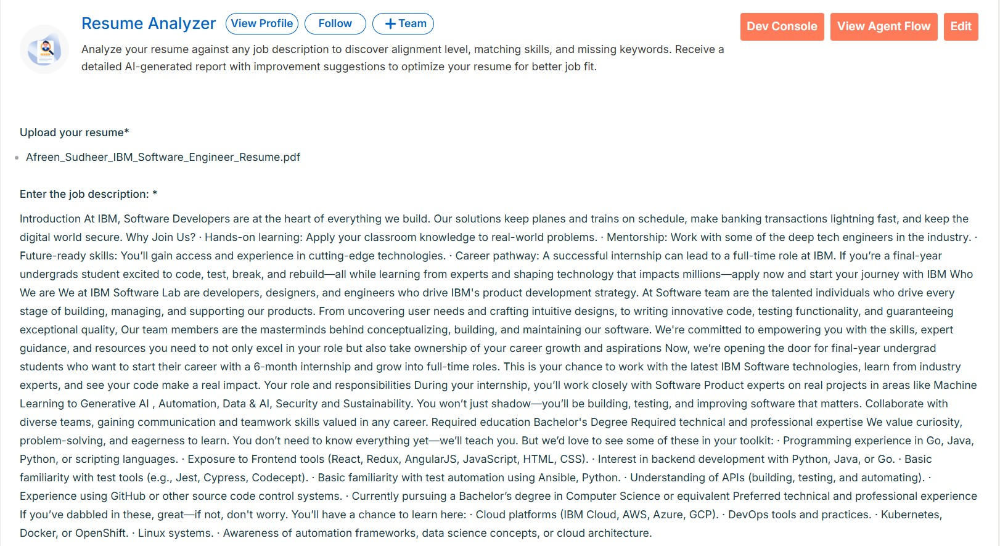 Resume Analyzer
View Profile
Follow
+ Team
Dev Console
View Agent Flow
Edit
Analyze your resume against any job description to discover alignment level, matching skills, and missing keywords. Receive a
detailed AI-generated report with improvement suggestions to optimize your resume for better job fit.
Upload your resume*
Afreen_Sudheer_IBM_Software_Engineer_Resume.pdf
Enter the job description: *
Introduction At IBM, Software Developers are at the heart of everything we build. Our solutions keep planes and trains on schedule, make banking transactions lightning fast, and keep the
digital world secure. Why Join Us? · Hands-on learning: Apply your classroom knowledge to real-world problems. · Mentorship: Work with some of the deep tech engineers in the industry. ·
Future-ready skills: You’ll gain access and experience in cutting-edge technologies. · Career pathway: A successful internship can lead to a full-time role at IBM. If you’re a final-year
undergrads student excited to code, test, break, and rebuild—all while learning from experts and shaping technology that impacts millions—apply now and start your journey with IBM Who
We are We at IBM Software Lab are developers, designers, and engineers who drive IBM's product development strategy. At Software team are the talented individuals who drive every
stage of building, managing, and supporting our products. From uncovering user needs and crafting intuitive designs, to writing innovative code, testing functionality, and guaranteeing
exceptional quality, Our team members are the masterminds behind conceptualizing, building, and maintaining our software. We're committed to empowering you with the skills, expert
guidance, and resources you need to not only excel in your role but also take ownership of your career growth and aspirations Now, we’re opening the door for final-year undergrad
students who want to start their career with a 6-month internship and grow into full-time roles. This is your chance to work with the latest IBM Software technologies, learn from industry
experts, and see your code make a real impact. Your role and responsibilities During your internship, you’ll work closely with Software Product experts on real projects in areas like Machine
Learning to Generative AI , Automation, Data & AI, Security and Sustainability. You won’t just shadow—you’ll be building, testing, and improving software that matters. Collaborate with
diverse teams, gaining communication and teamwork skills valued in any career. Required education Bachelor's Degree Required technical and professional expertise We value curiosity,
problem-solving, and eagerness to learn. You don’t need to know everything yet—we’ll teach you. But we’d love to see some of these in your toolkit: · Programming experience in Go, Java,
Python, or scripting languages. · Exposure to Frontend tools (React, Redux, AngularJS, JavaScript, HTML, CSS). · Interest in backend development with Python, Java, or Go. · Basic
familiarity with test tools (e.g., Jest, Cypress, Codecept). · Basic familiarity with test automation using Ansible, Python. · Understanding of APIs (building, testing, and automating). ·
Experience using GitHub or other source code control systems. · Currently pursuing a Bachelor’s degree in Computer Science or equivalent Preferred technical and professional experience
If you’ve dabbled in these, great—if not, don't worry. You’ll have a chance to learn here: · Cloud platforms (IBM Cloud, AWS, Azure, GCP). · DevOps tools and practices. · Kubernetes,
Docker, or OpenShift. · Linux systems. · Awareness of automation frameworks, data science concepts, or cloud architecture.